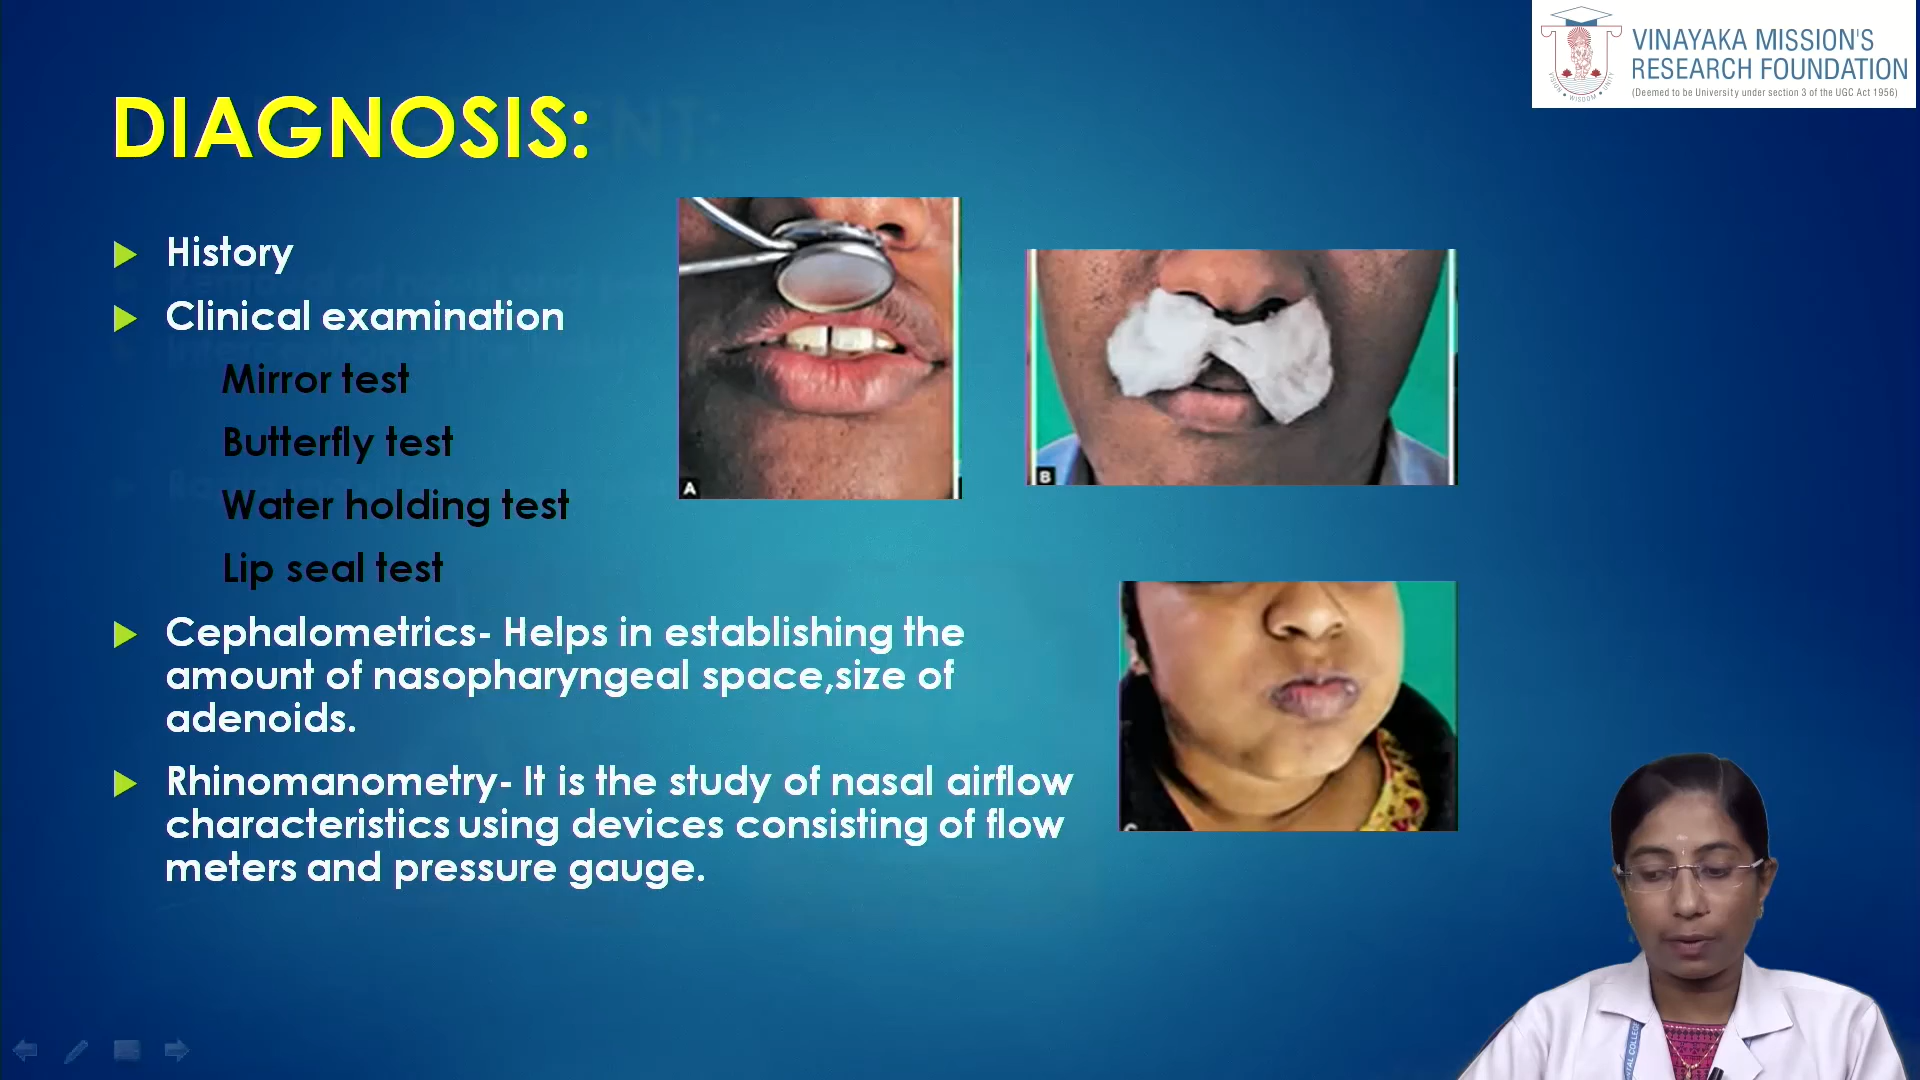 VINAYAKA MISSION'S
RESEARCH FOUNDATION
(Deemed to be University under section 3 of the UGC Act 1956)
VISION • WISDOM • UNITY
DIAGNOSIS:
History
Clinical examination
Mirror test
Butterfly test
Water holding test
Lip seal test
Cephalometrics- Helps in establishing the
amount of nasopharyngeal space,size of
adenoids.
Rhinomanometry- It is the study of nasal airflow
characteristics using devices consisting of flow
meters and pressure gauge.
A
B
C